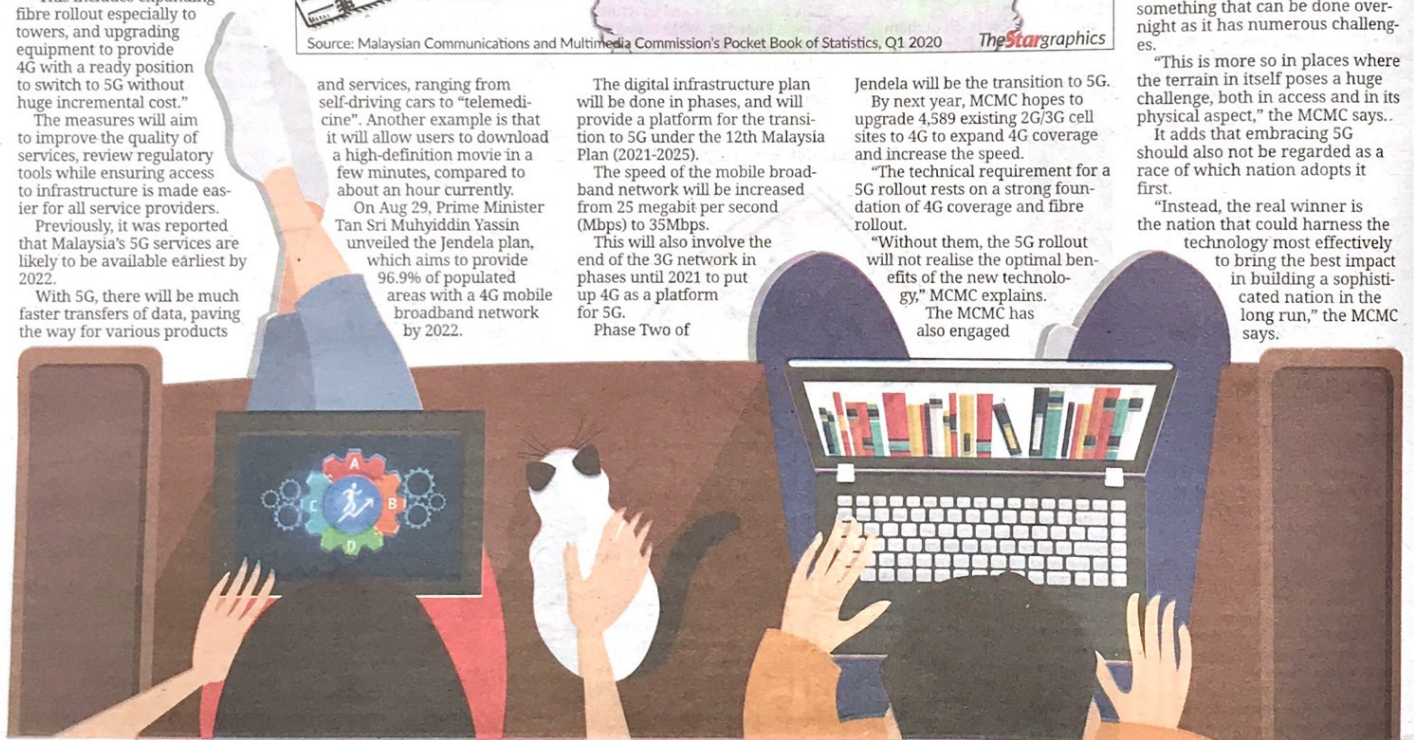 fibre rollout especially to
towers, and upgrading
equipment to provide
4G with a ready position
to switch to 5G without
huge incremental cost.”
The measures will aim
to improve the quality of
services, review regulatory
tools while ensuring access
to infrastructure is made eas-
ier for all service providers.
Previously, it was reported
that Malaysia’s 5G services are
likely to be available earliest by
2022.
With 5G, there will be much
faster transfers of data, paving
the way for various products
Source: Malaysian Communications and Multimedia Commission’s Pocket Book of Statistics, Q1 2020
TheStargraphics
and services, ranging from
self-driving cars to “telemedi-
cine”. Another example is that
it will allow users to download
a high-definition movie in a
few minutes, compared to
about an hour currently.
On Aug 29, Prime Minister
Tan Sri Muhyiddin Yassin
unveiled the Jendela plan,
which aims to provide
96.9% of populated
areas with a 4G mobile
broadband network
by 2022.
The digital infrastructure plan
will be done in phases, and will
provide a platform for the transi-
tion to 5G under the 12th Malaysia
Plan (2021-2025).
The speed of the mobile broad-
band network will be increased
from 25 megabit per second
(Mbps) to 35Mbps.
This will also involve the
end of the 3G network in
phases until 2021 to put
up 4G as a platform
for 5G.
Phase Two of
Jendela will be the transition to 5G.
By next year, MCMC hopes to
upgrade 4,589 existing 2G/3G cell
sites to 4G to expand 4G coverage
and increase the speed.
“The technical requirement for a
5G rollout rests on a strong foun-
dation of 4G coverage and fibre
rollout.
“Without them, the 5G rollout
will not realise the optimal ben-
efits of the new technolo-
gy,” MCMC explains.
The MCMC has
also engaged
something that can be done over-
night as it has numerous challeng-
es.
“This is more so in places where
the terrain in itself poses a huge
challenge, both in access and in its
physical aspect,” the MCMC says..
It adds that embracing 5G
should also not be regarded as a
race of which nation adopts it
first.
“Instead, the real winner is
the nation that could harness the
technology most effectively
to bring the best impact
in building a sophisti-
cated nation in the
long run,” the MCMC
says.
A
B
C
D